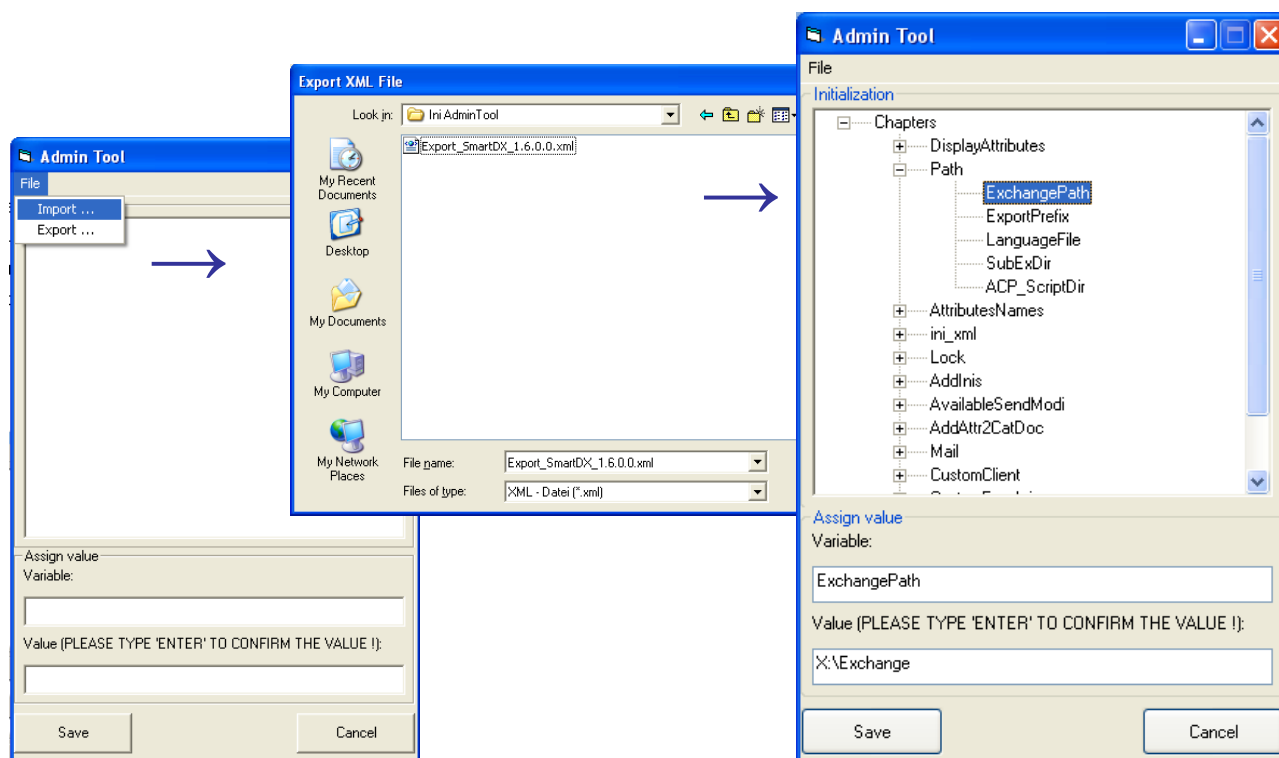 Admin Tool
File
Import ...
Export ...
Assign value
Variable:
Value (PLEASE TYPE 'ENTER' TO CONFIRM THE VALUE !):
Save
Cancel
Export XML File
Look in:
Ini AdminTool
Export_SmartDX_1.6.0.0.xml
My Recent
Documents
Desktop
My Documents
My Computer
My Network
Places
File name:
Export_SmartDX_1.6.0.0.xml
Files of type:
XML - Datei (*.xml)
Admin Tool
File
Initialization
Chapters
DisplayAttributes
Path
ExchangePath
ExportPrefix
LanguageFile
SubExDir
ACP_ScriptDir
AttributesNames
ini_xml
Lock
AddInis
AvailableSendModi
AddAttr2CatDoc
Mail
CustomClient
Assign value
Variable:
ExchangePath
Value (PLEASE TYPE 'ENTER' TO CONFIRM THE VALUE !):
X:\Exchange
Save
Cancel